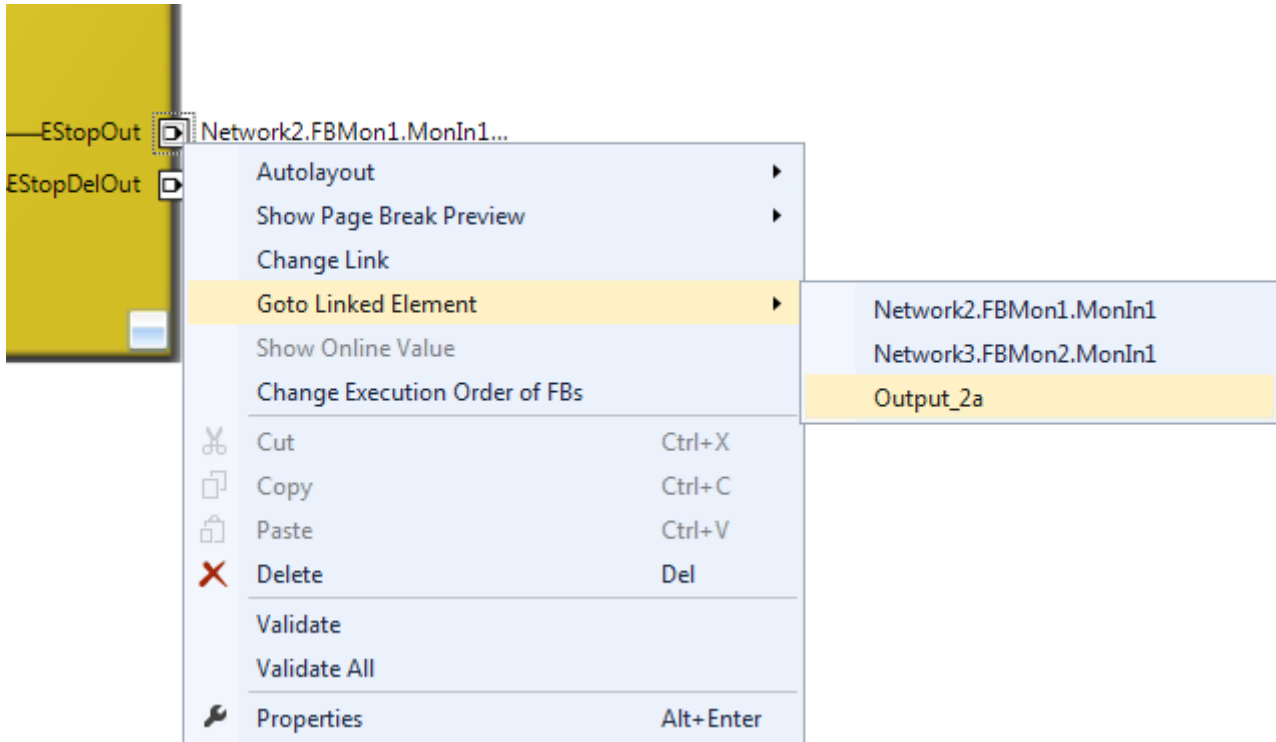 EStopOut Network2.FBMon1.MonIn1...
EStopDelOut
Autolayout
Show Page Break Preview
Change Link
Goto Linked Element
Network2.FBMon1.MonIn1
Show Online Value
Network3.FBMon2.MonIn1
Change Execution Order of FBs
Output_2a
Cut Ctrl+X
Copy Ctrl+C
Paste Ctrl+V
Delete Del
Validate
Validate All
Properties Alt+Enter